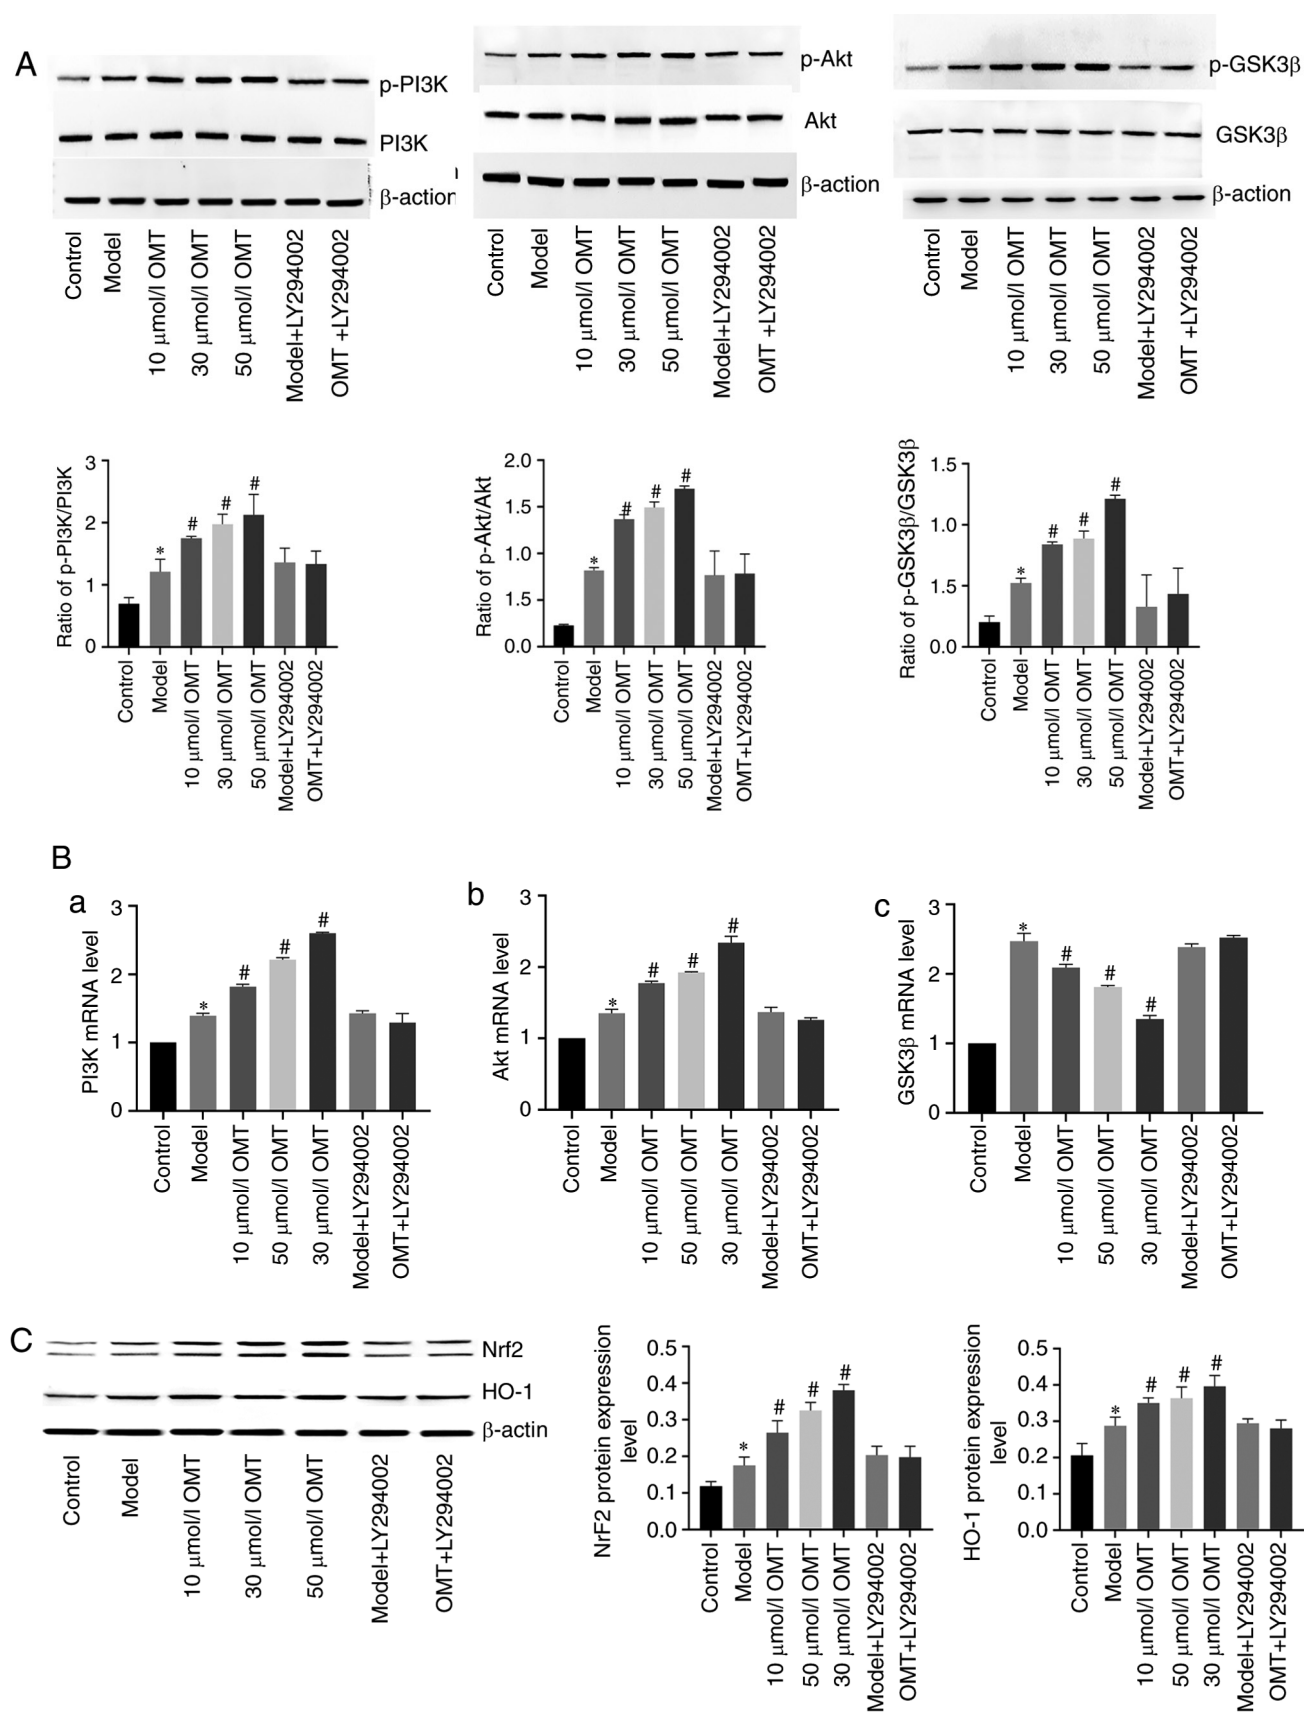 A
p-PI3K
PI3K
β-action
Control
Model
10 μmol/l OMT
30 μmol/l OMT
50 μmol/l OMT
Model+LY294002
OMT +LY294002
p-Akt
Akt
β-action
Control
Model
10 μmol/l OMT
30 μmol/l OMT
50 μmol/l OMT
Model+LY294002
OMT +LY294002
p-GSK3β
GSK3β
β-action
Control
Model
10 μmol/l OMT
30 μmol/l OMT
50 μmol/l OMT
Model+LY294002
OMT +LY294002
Ratio of p-PI3K/PI3K
3
2
1
0
*
#
#
#
Control
Model
10 μmol/l OMT
30 μmol/l OMT
50 μmol/l OMT
Model+LY294002
OMT+LY294002
Ratio of p-Akt/Akt
2.0
1.5
1.0
1.5
0.0
*
#
#
#
Control
Model
10 μmol/l OMT
30 μmol/l OMT
50 μmol/l OMT
Model+LY294002
OMT+LY294002
Ratio of p-GSK3β/GSK3β
1.5
1.0
1.5
0.0
*
#
#
#
Control
Model
10 μmol/l OMT
30 μmol/l OMT
50 μmol/l OMT
Model+LY294002
OMT+LY294002
B
a
PI3K mRNA level
3
2
1
0
*
#
#
#
Control
Model
10 μmol/l OMT
50 μmol/l OMT
30 μmol/l OMT
Model+LY294002
OMT+LY294002
b
Akt mRNA level
3
2
1
0
*
#
#
#
Control
Model
10 μmol/l OMT
50 μmol/l OMT
30 μmol/l OMT
Model+LY294002
OMT+LY294002
c
GSK3β mRNA level
3
2
1
0
*
#
#
#
Control
Model
10 μmol/l OMT
50 μmol/l OMT
30 μmol/l OMT
Model+LY294002
OMT+LY294002
C
Nrf2
HO-1
β-actin
Control
Model
10 μmol/l OMT
30 μmol/l OMT
50 μmol/l OMT
Model+LY294002
OMT+LY294002
NrF2 protein expression
level
0.5
0.4
0.3
0.2
0.1
0.0
*
#
#
#
Control
Model
10 μmol/l OMT
50 μmol/l OMT
30 μmol/l OMT
Model+LY294002
OMT+LY294002
HO-1 protein expression
level
0.5
0.4
0.3
0.2
0.1
0.0
*
#
#
#
Control
Model
10 μmol/l OMT
50 μmol/l OMT
30 μmol/l OMT
Model+LY294002
OMT+LY294002